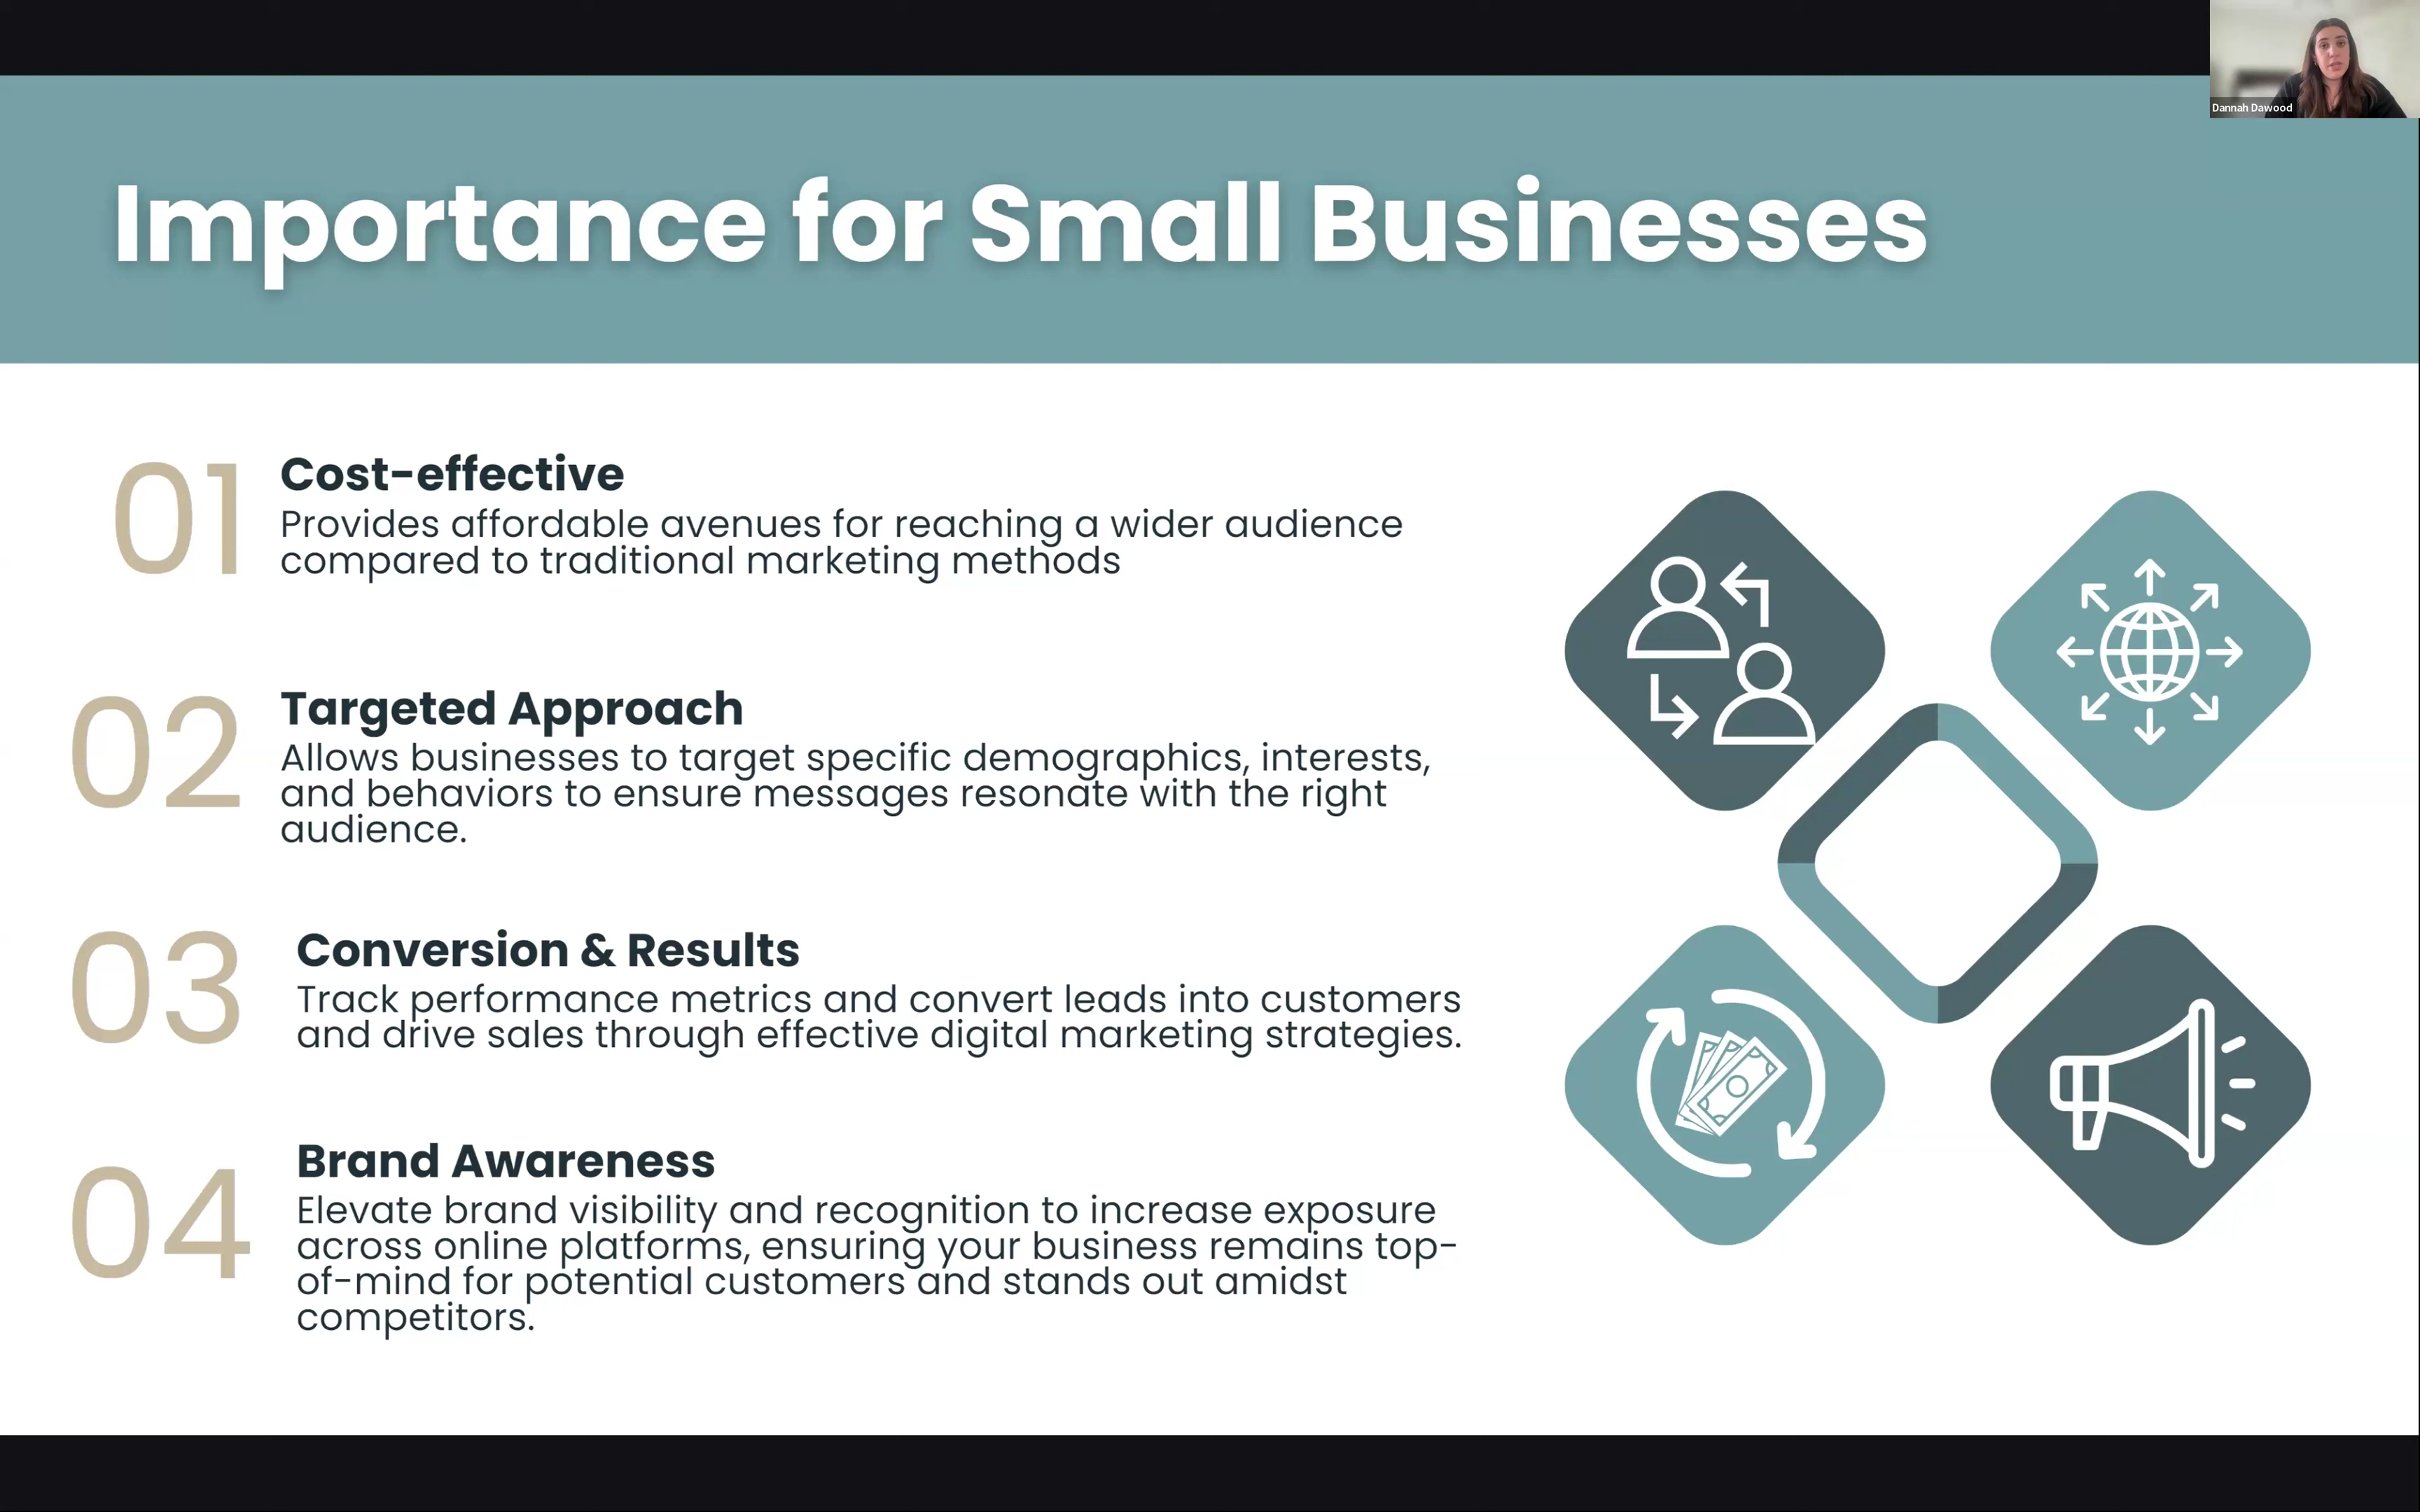 Dannah Dawood
Importance for Small Businesses
01
Cost-effective
Provides affordable avenues for reaching a wider audience
compared to traditional marketing methods
02
Targeted Approach
Allows businesses to target specific demographics, interests,
and behaviors to ensure messages resonate with the right
audience.
03
Conversion & Results
Track performance metrics and convert leads into customers
and drive sales through effective digital marketing strategies.
04
Brand Awareness
Elevate brand visibility and recognition to increase exposure
across online platforms, ensuring your business remains top-
of-mind for potential customers and stands out amidst
competitors.